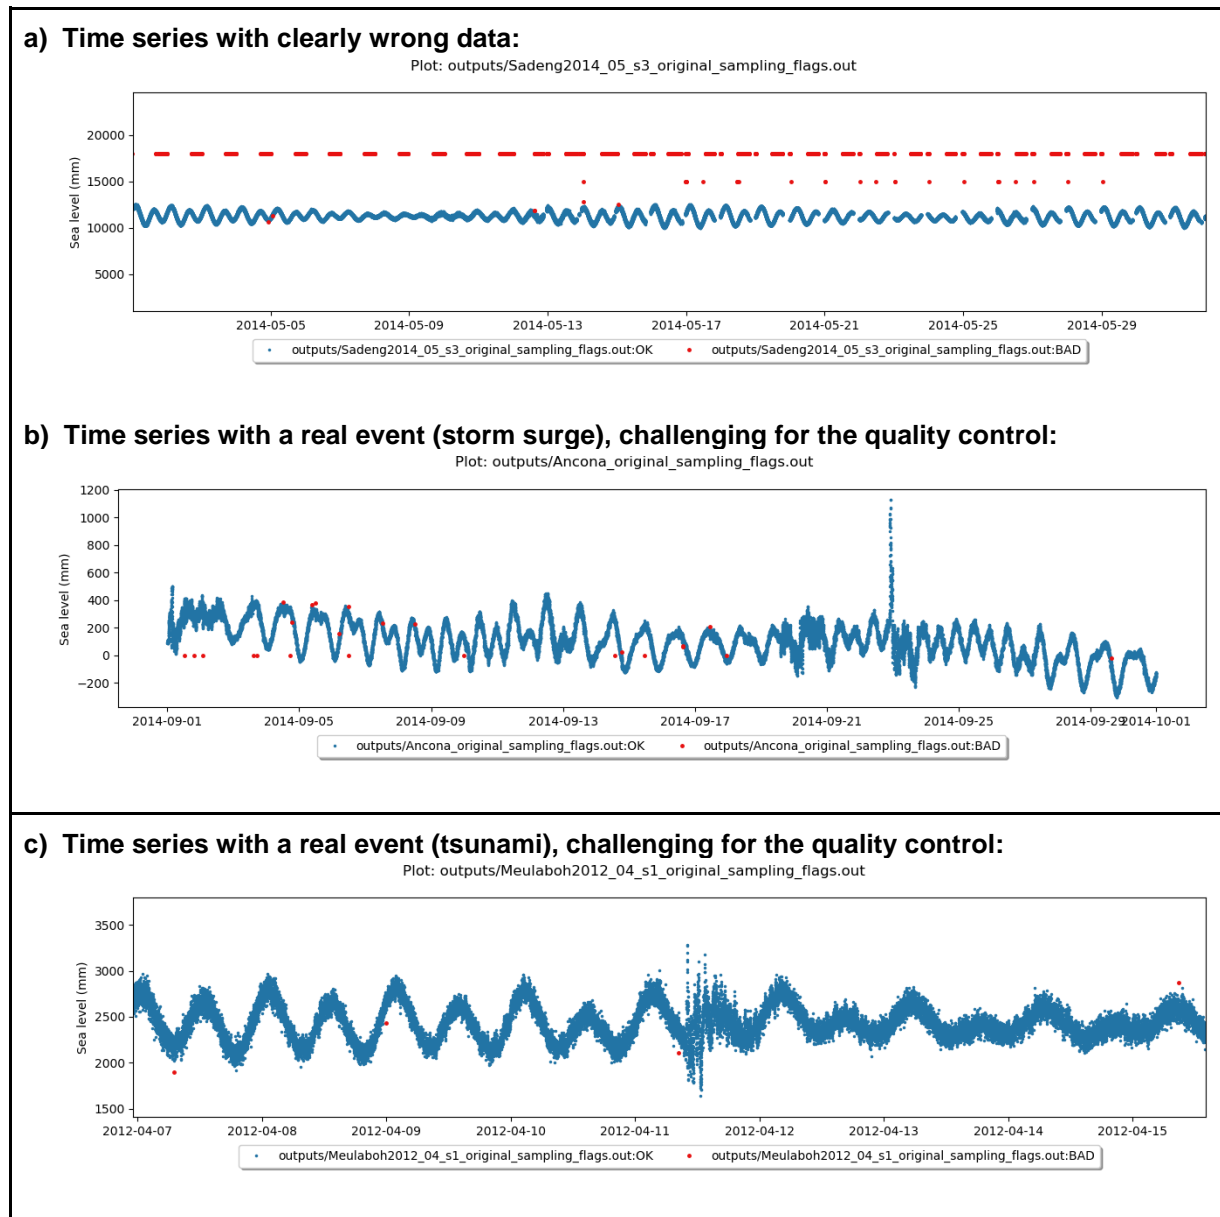 a) Time series with clearly wrong data:
Plot: outputs/Sadeng2014_05_s3_original_sampling_flags.out
20000
15000
10000
5000
Sea level (mm)
2014-05-05 2014-05-09 2014-05-13 2014-05-17 2014-05-21 2014-05-25 2014-05-29
outputs/Sadeng2014_05_s3_original_sampling_flags.out:OK outputs/Sadeng2014_05_s3_original_sampling_flags.out:BAD
b) Time series with a real event (storm surge), challenging for the quality control:
Plot: outputs/Ancona_original_sampling_flags.out
1200
1000
800
600
400
200
0
−200
Sea level (mm)
2014-09-01 2014-09-05 2014-09-09 2014-09-13 2014-09-17 2014-09-21 2014-09-25 2014-09-29 2014-10-01
outputs/Ancona_original_sampling_flags.out:OK outputs/Ancona_original_sampling_flags.out:BAD
c) Time series with a real event (tsunami), challenging for the quality control:
Plot: outputs/Meulaboh2012_04_s1_original_sampling_flags.out
3500
3000
2500
2000
1500
Sea level (mm)
2012-04-07 2012-04-08 2012-04-09 2012-04-10 2012-04-11 2012-04-12 2012-04-13 2012-04-14 2012-04-15
outputs/Meulaboh2012_04_s1_original_sampling_flags.out:OK outputs/Meulaboh2012_04_s1_original_sampling_flags.out:BAD